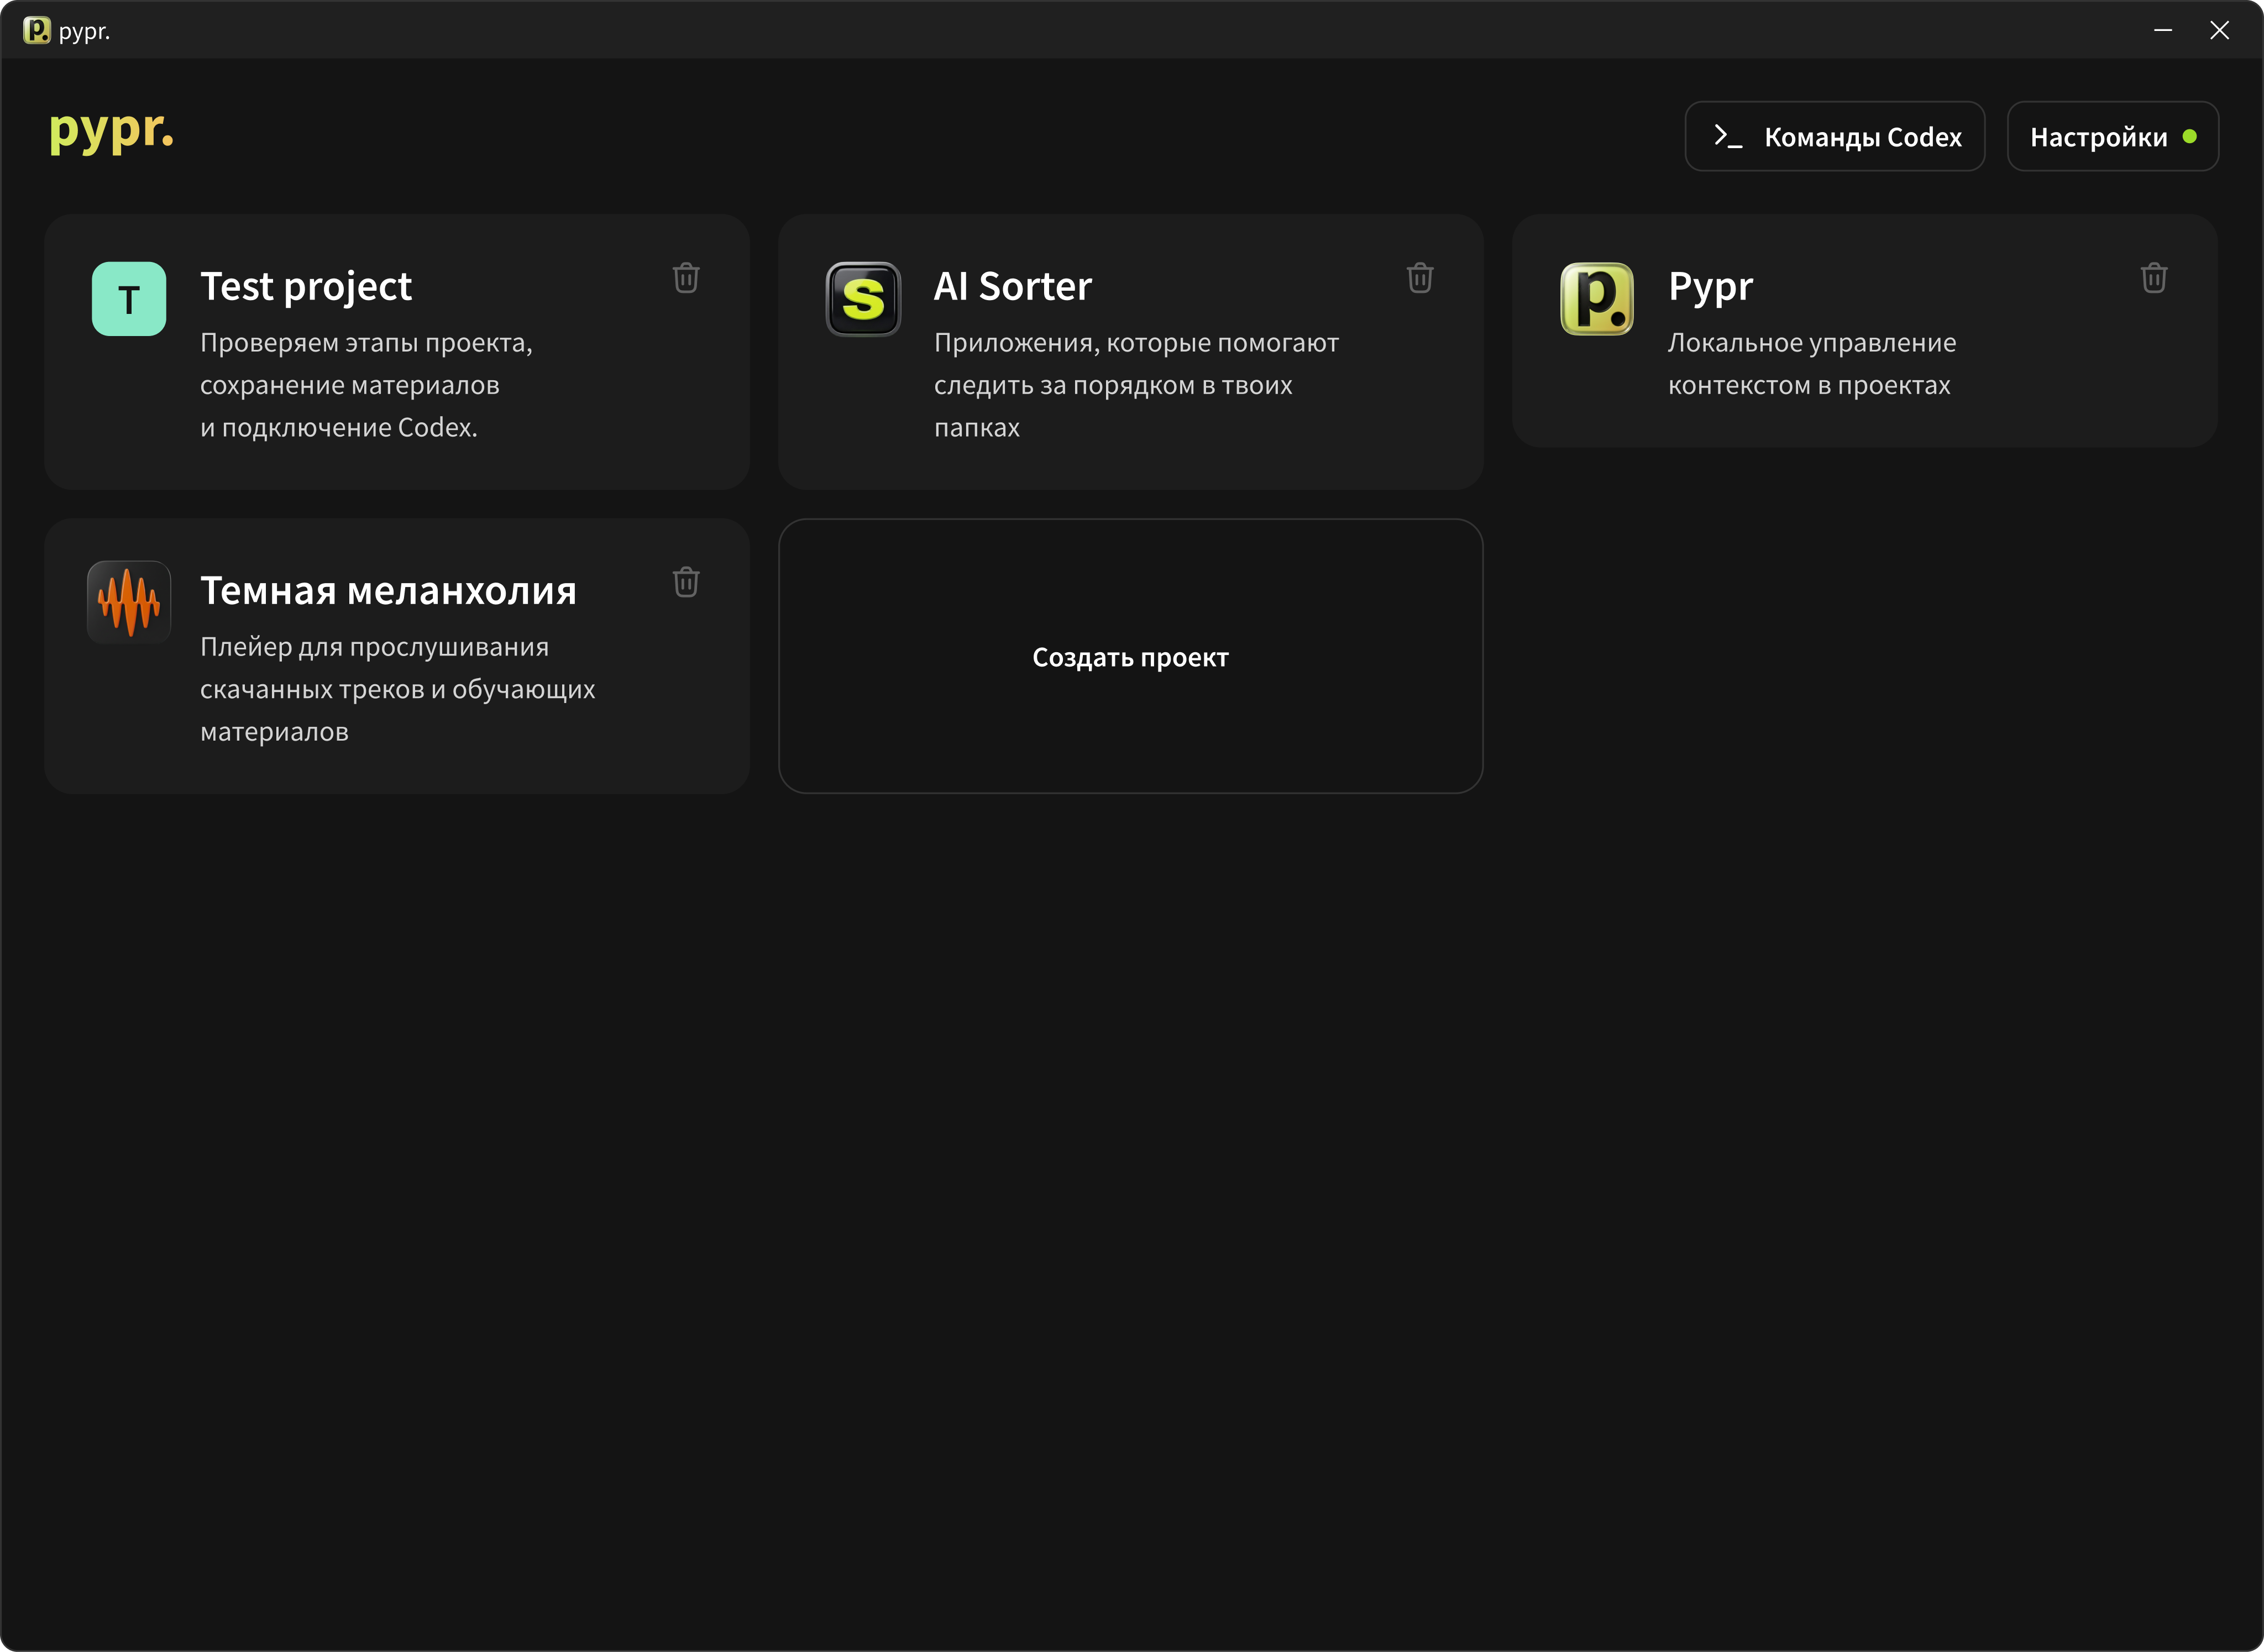 p. pypr.
pypr.
>_ Команды Codex
Настройки
T
Test project
Проверяем этапы проекта,
сохранение материалов
и подключение Codex.
s
AI Sorter
Приложения, которые помогают
следить за порядком в твоих
папках
p.
Pypr
Локальное управление
контекстом в проектах
Темная меланхолия
Плейер для прослушивания
скачанных треков и обучающих
материалов
Создать проект